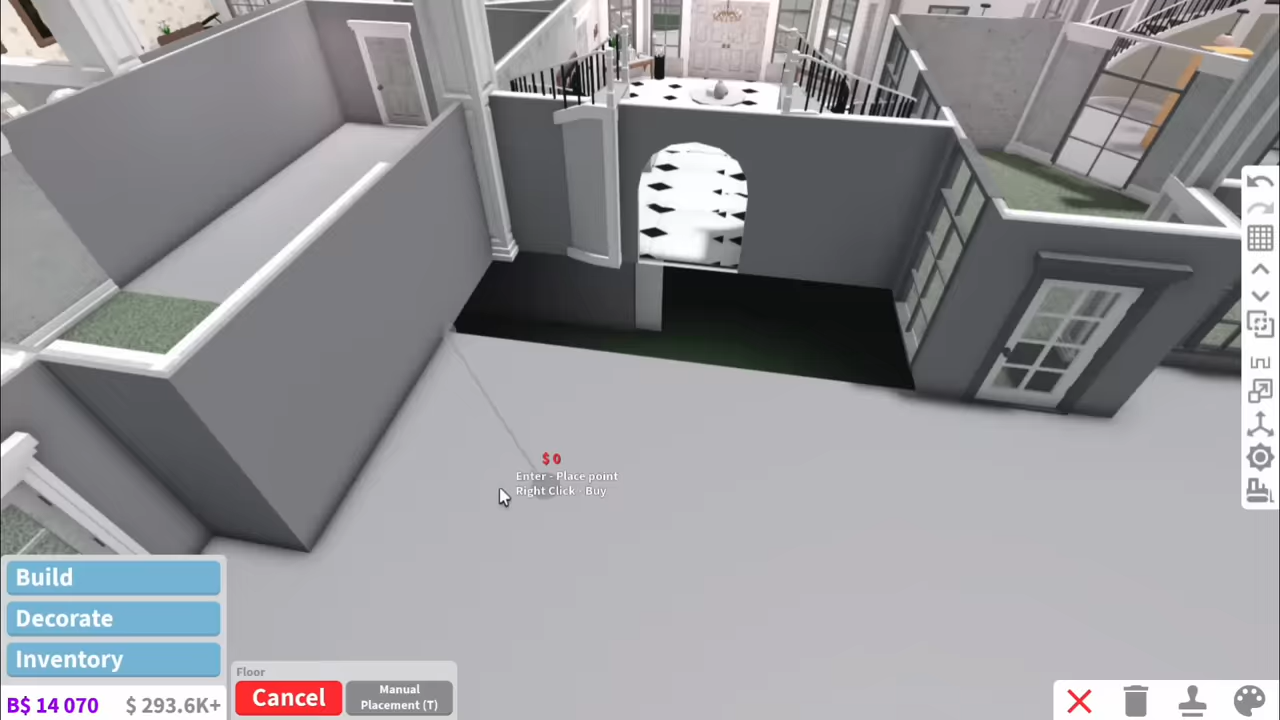 $ 0
Enter - Place point
Right Click - Buy
Build
Decorate
Inventory
B$ 14 070 $ 293.6K+
Floor
Cancel
Manual
Placement (T)